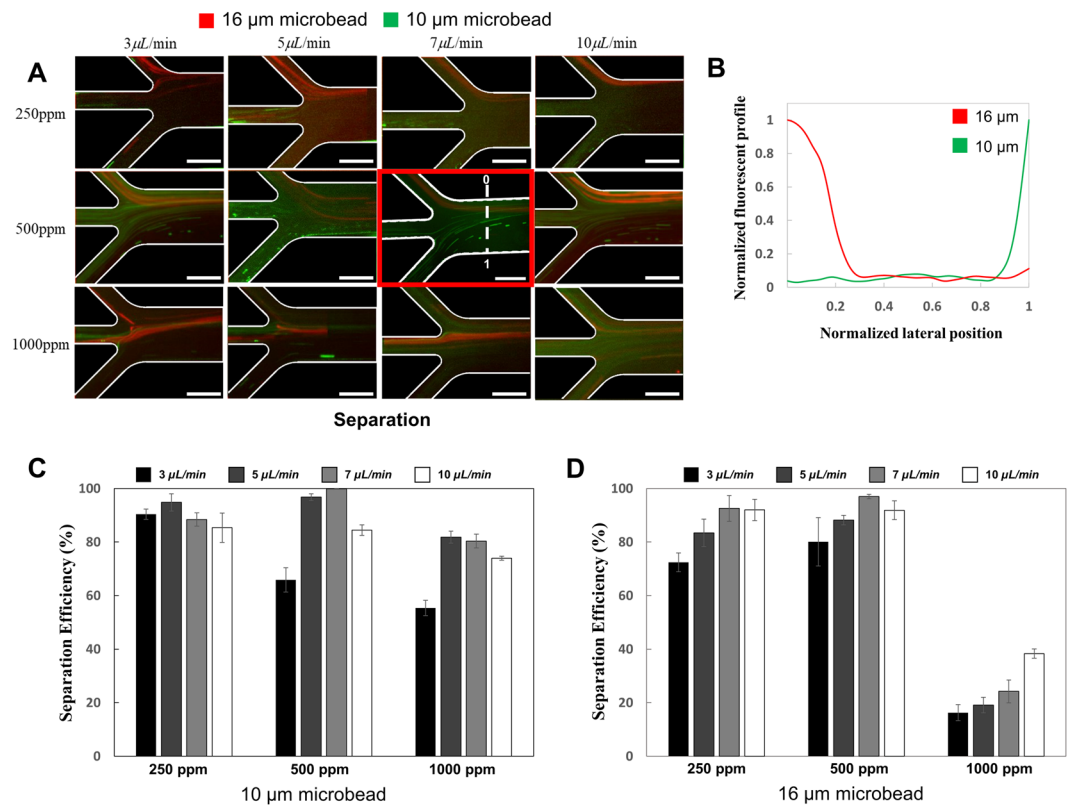 16 µm microbead 10 µm microbead
3µL/min 5µL/min 7µL/min 10µL/min
A
250ppm
500ppm
0
1
1000ppm
Separation
B
Normalized fluorescent profile
16 µm
10 µm
1
0.8
0.6
0.4
0.2
0
0.2 0.4 0.6 0.8 1
Normalized lateral position
C
3 µL/min 5 µL/min 7 µL/min 10 µL/min
Separation Efficiency (%)
100
80
60
40
20
0
250 ppm 500 ppm 1000 ppm
10 µm microbead
D
3 µL/min 5 µL/min 7 µL/min 10 µL/min
Separation Efficiency (%)
100
80
60
40
20
0
250 ppm 500 ppm 1000 ppm
16 µm microbead